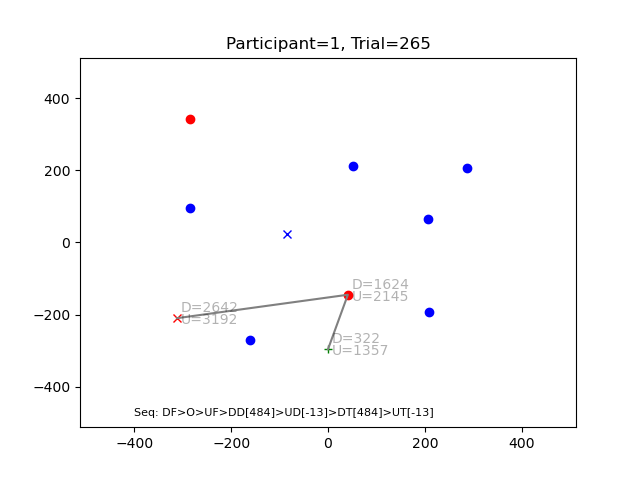 Participant=1, Trial=265
400
200
0
−200
−400
D=1624
U=2145
D=2642
U=3192
D=322
U=1357
Seq: DF>O>UF>DD[484]>UD[-13]>DT[484]>UT[-13]
−400 −200 0 200 400